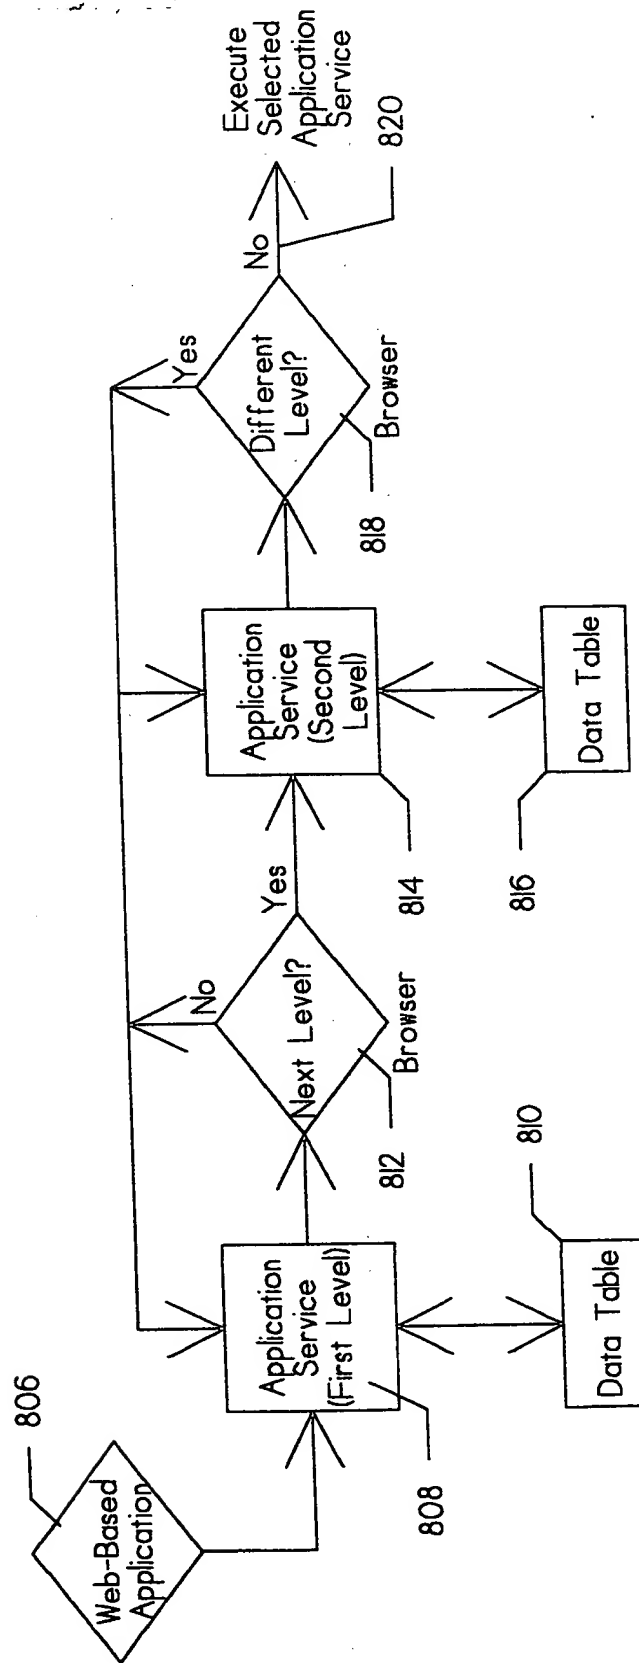 806
Web-Based
Application
Application
Service
(First Level)
808
Data Table
810
Next Level?
No
Yes
Browser
812
Application
Service
(Second
Level)
814
Data Table
816
Different
Level?
Yes
No
Browser
818
820
Execute
Selected
Application
Service